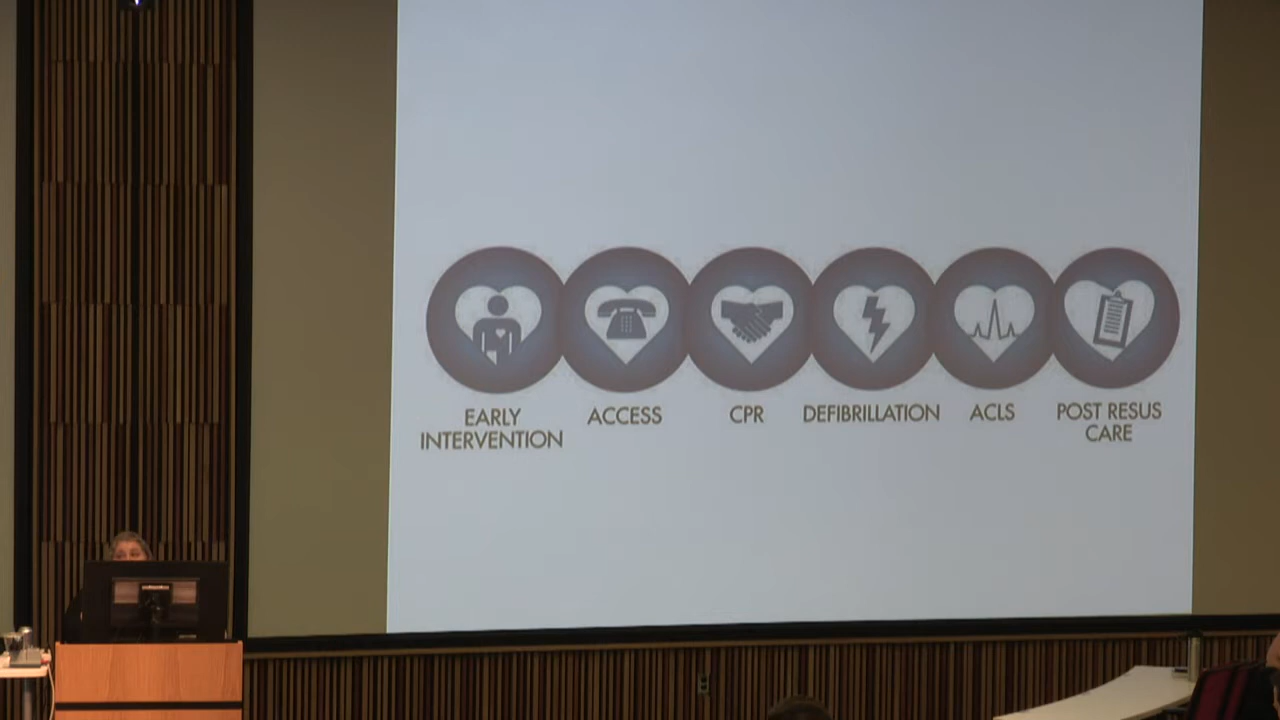 EARLY
INTERVENTION
ACCESS
CPR
DEFIBRILLATION
ACLS
POST RESUS
CARE